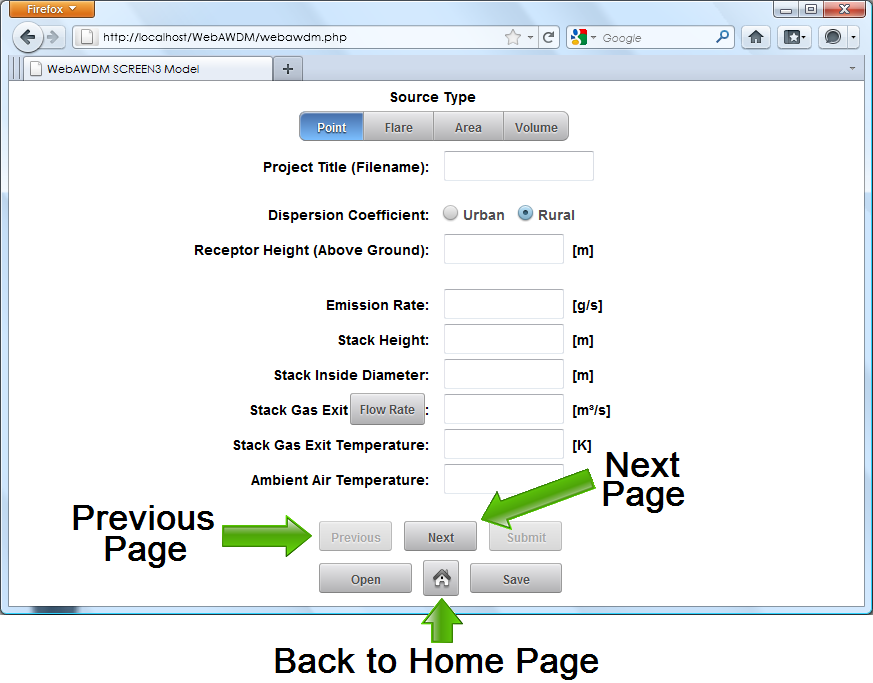 Firefox
http://localhost/WebAWDM/webawdm.php
Google
WebAWDM SCREEN3 Model
Source Type
Point Flare Area Volume
Project Title (Filename):
Dispersion Coefficient: Urban Rural
Receptor Height (Above Ground): [m]
Emission Rate: [g/s]
Stack Height: [m]
Stack Inside Diameter: [m]
Stack Gas Exit Flow Rate : [m³/s]
Stack Gas Exit Temperature: [K]
Ambient Air Temperature:
Next
Page
Previous
Page
Previous Next Submit
Open Save
Back to Home Page